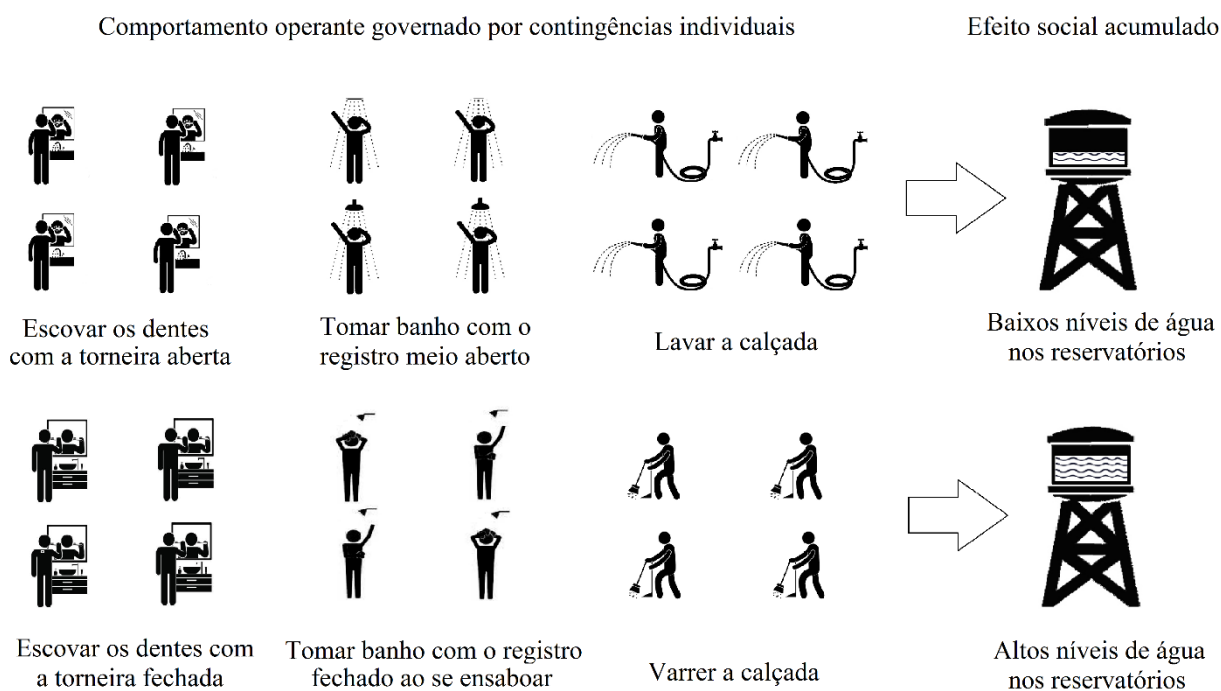 Comportamento operante governado por contingências individuais
Efeito social acumulado
Escovar os dentes
com a torneira aberta
Tomar banho com o
registro meio aberto
Lavar a calçada
Baixos níveis de água
nos reservatórios
Escovar os dentes com
a torneira fechada
Tomar banho com o registro
fechado ao se ensaboar
Varrer a calçada
Altos níveis de água
nos reservatórios